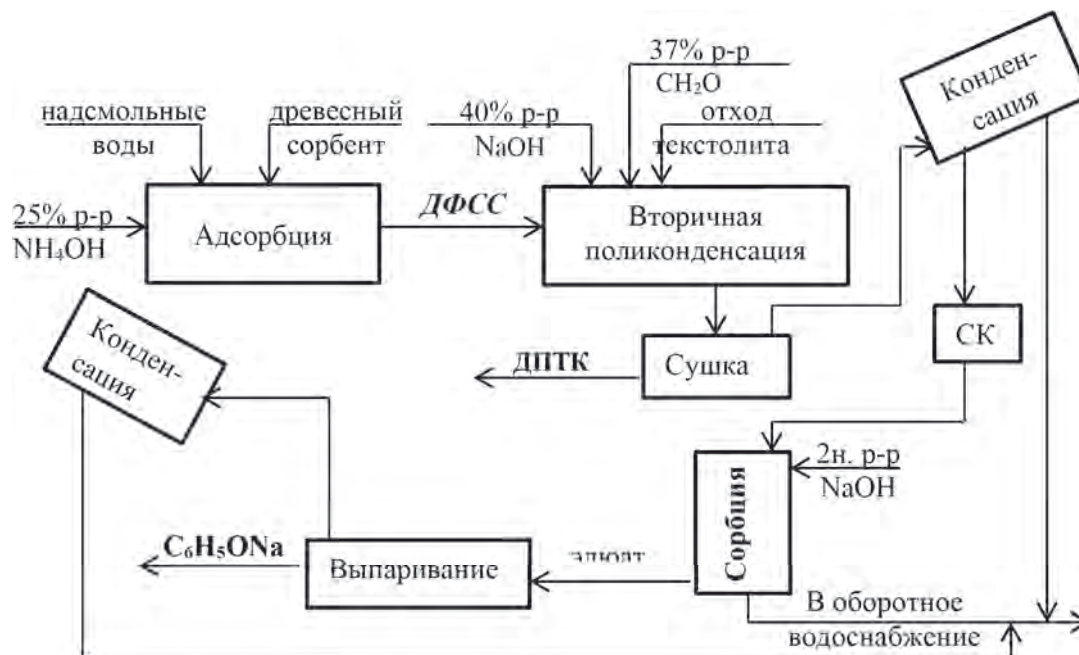 37% р-р
CH₂O
Конден-
сация
надсмольные
воды
древесный
сорбент
40% р-р
NaOH
отход
текстолита
25% р-р
NH₄OH
Адсорбция
ДФСС
Вторичная
поликонденсация
Конден-
сация
ДПТК
Сушка
СК
Сорбция
2н. р-р
NaOH
C₆H₅ONa
Выпаривание
элюат
В оборотное
водоснабжение